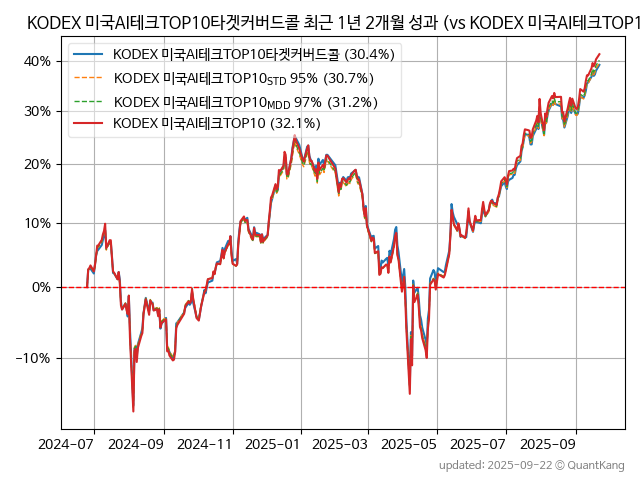 KODEX 미국AI테크TOP10타겟커버드콜 최근 1년 2개월 성과 (vs KODEX 미국AI테크TOP1
KODEX 미국AI테크TOP10타겟커버드콜 (30.4%)
KODEX 미국AI테크TOP10STD 95% (30.7%)
KODEX 미국AI테크TOP10MDD 97% (31.2%)
KODEX 미국AI테크TOP10 (32.1%)
40%
30%
20%
10%
0%
−10%
2024-07 2024-09 2024-11 2025-01 2025-03 2025-05 2025-07 2025-09
updated: 2025-09-22 ⓒ QuantKang